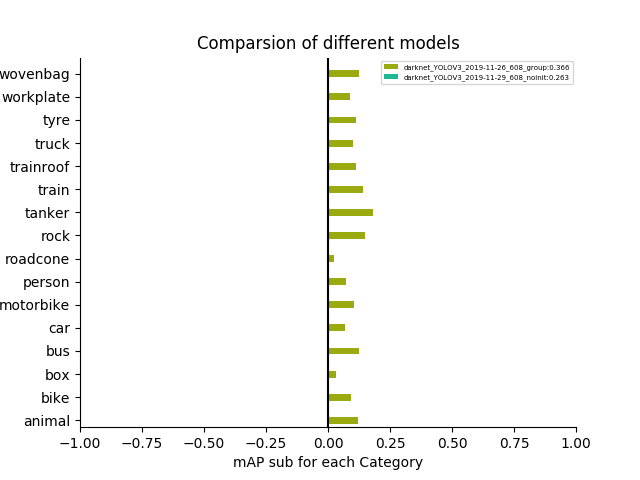 Comparsion of different models
darknet_YOLOV3_2019-11-26_608_group:0.366
darknet_YOLOV3_2019-11-29_608_noinit:0.263
wovenbag
workplate
tyre
truck
trainroof
train
tanker
rock
roadcone
person
motorbike
car
bus
box
bike
animal
−1.00 −0.75 −0.50 −0.25 0.00 0.25 0.50 0.75 1.00
mAP sub for each Category